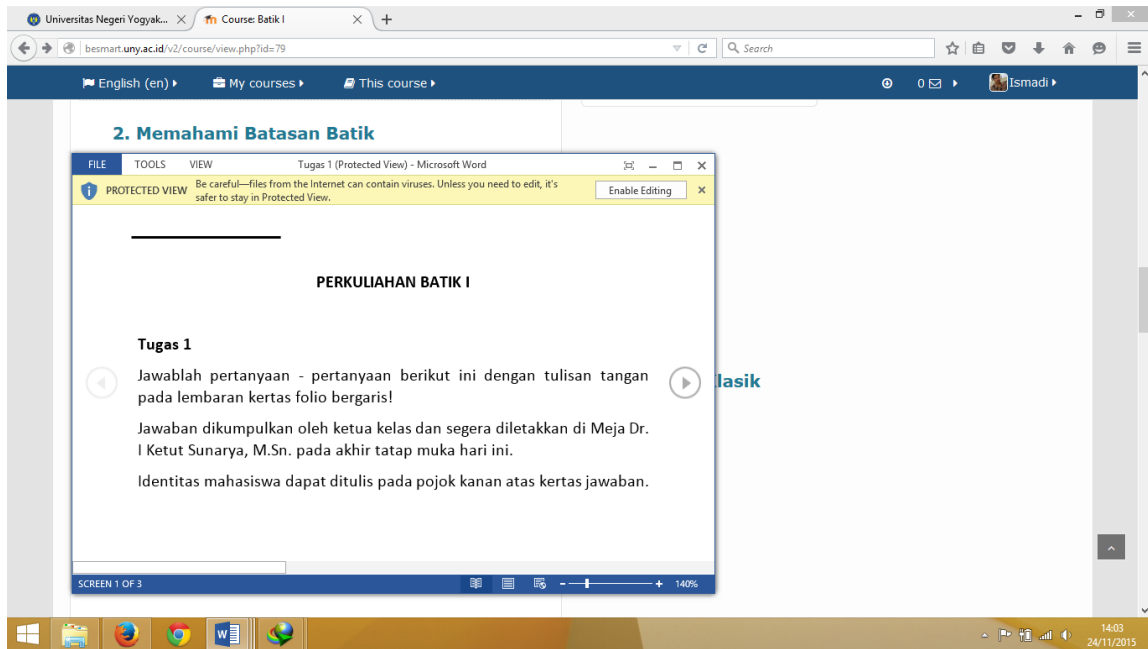 Universitas Negeri Yogyak...
Course: Batik I
besmart.uny.ac.id/v2/course/view.php?id=79
Search
English (en)
My courses
This course
0
Ismadi
2. Memahami Batasan Batik
FILE
TOOLS
VIEW
Tugas 1 (Protected View) - Microsoft Word
PROTECTED VIEW
Be careful—files from the Internet can contain viruses. Unless you need to edit, it's
safer to stay in Protected View.
Enable Editing
PERKULIAHAN BATIK I
Tugas 1
Jawablah pertanyaan - pertanyaan berikut ini dengan tulisan tangan
pada lembaran kertas folio bergaris!
Jawaban dikumpulkan oleh ketua kelas dan segera diletakkan di Meja Dr.
I Ketut Sunarya, M.Sn. pada akhir tatap muka hari ini.
Identitas mahasiswa dapat ditulis pada pojok kanan atas kertas jawaban.
lasik
SCREEN 1 OF 3
140%
14:03
24/11/2015